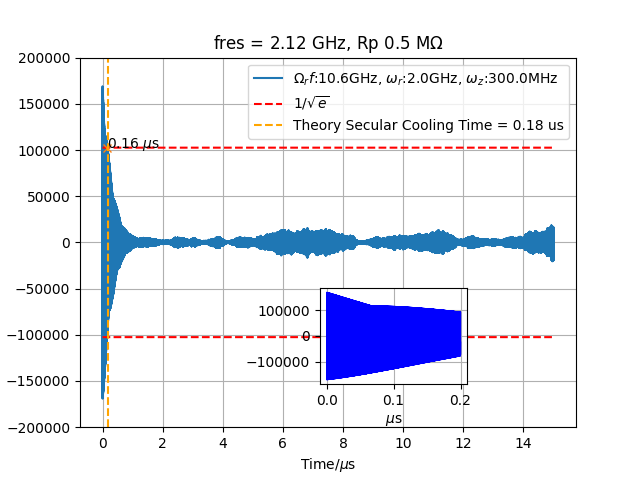 fres = 2.12 GHz, Rp 0.5 MΩ
200000
150000
100000
50000
0
−50000
−100000
−150000
−200000
Ωrf:10.6GHz, ωr:2.0GHz, ωz:300.0MHz
1/√e
Theory Secular Cooling Time = 0.18 us
0.16 μs
100000
0
−100000
0.0 0.1 0.2
μs
0 2 4 6 8 10 12 14
Time/μs